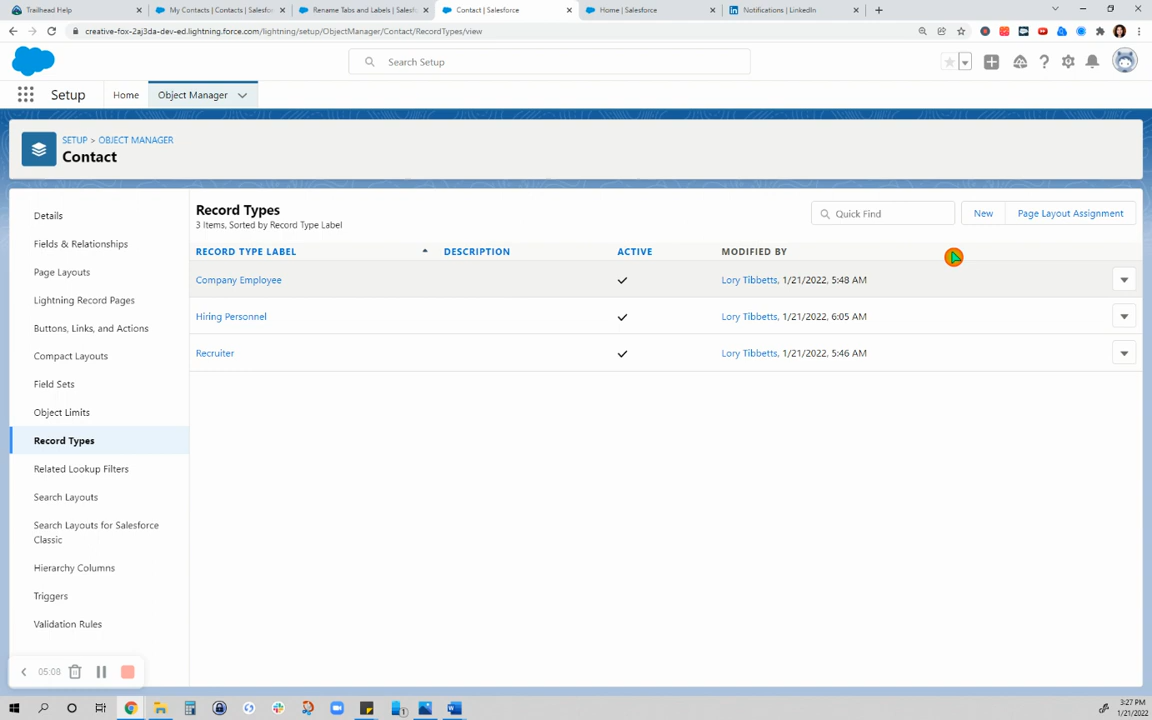 Trailhead Help
My Contacts | Contacts | Salesfo
Rename Tabs and Labels | Salesf
Contact | Salesforce
Home | Salesforce
Notifications | LinkedIn
creative-fox-2aj3da-dev-ed.lightning.force.com/lightning/setup/ObjectManager/Contact/RecordTypes/view
Search Setup
Setup
Home
Object Manager
SETUP > OBJECT MANAGER
Contact
Details
Fields & Relationships
Page Layouts
Lightning Record Pages
Buttons, Links, and Actions
Compact Layouts
Field Sets
Object Limits
Record Types
Related Lookup Filters
Search Layouts
Search Layouts for Salesforce
Classic
Hierarchy Columns
Triggers
Validation Rules
Record Types
3 Items, Sorted by Record Type Label
Quick Find
New
Page Layout Assignment
RECORD TYPE LABEL DESCRIPTION ACTIVE MODIFIED BY
Company Employee Lory Tibbetts, 1/21/2022, 5:48 AM
Hiring Personnel Lory Tibbetts, 1/21/2022, 6:05 AM
Recruiter Lory Tibbetts, 1/21/2022, 5:46 AM
05:08
3:27 PM
1/21/2022